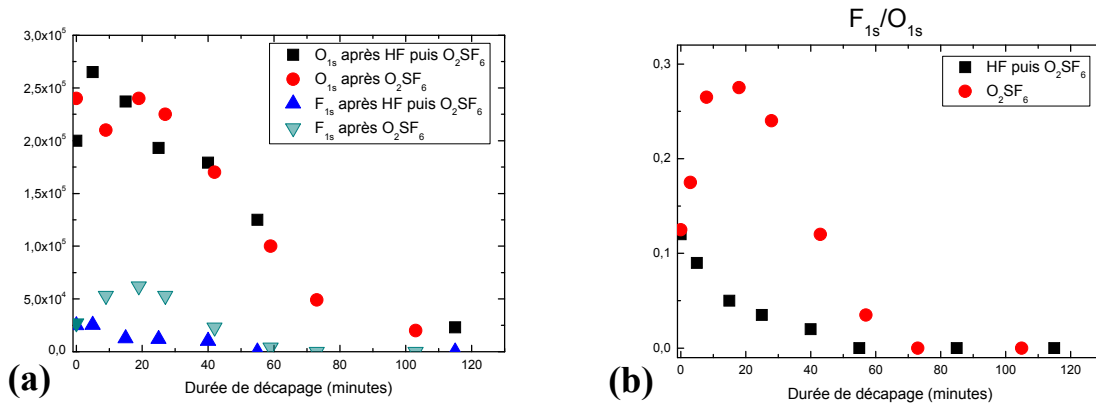 3,0x10⁵
2,5x10⁵
2,0x10⁵
1,5x10⁵
1,0x10⁵
5,0x10⁴
0,0
0 20 40 60 80 100 120
O₁ₛ après HF puis O₂SF₆
O₁ₛ après O₂SF₆
F₁ₛ après HF puis O₂SF₆
F₁ₛ après O₂SF₆
Durée de décapage (minutes)
(a)
F₁ₛ/O₁ₛ
0,3
0,2
0,1
0,0
0 20 40 60 80 100 120
HF puis O₂SF₆
O₂SF₆
Durée de décapage (minutes)
(b)